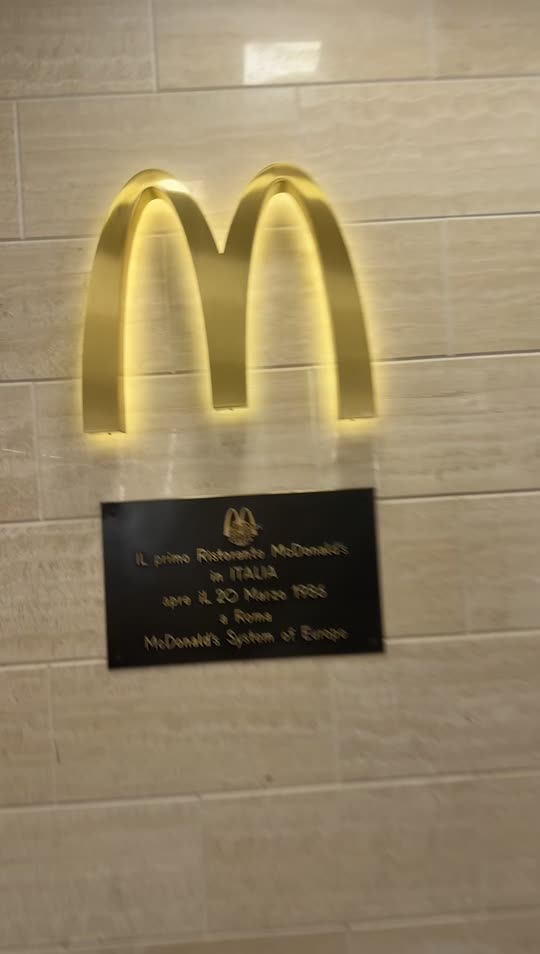 IL primo Ristorante McDonald's
in ITALIA
apre iL 20 Marzo 1986
a Roma
McDonald's System of Europe